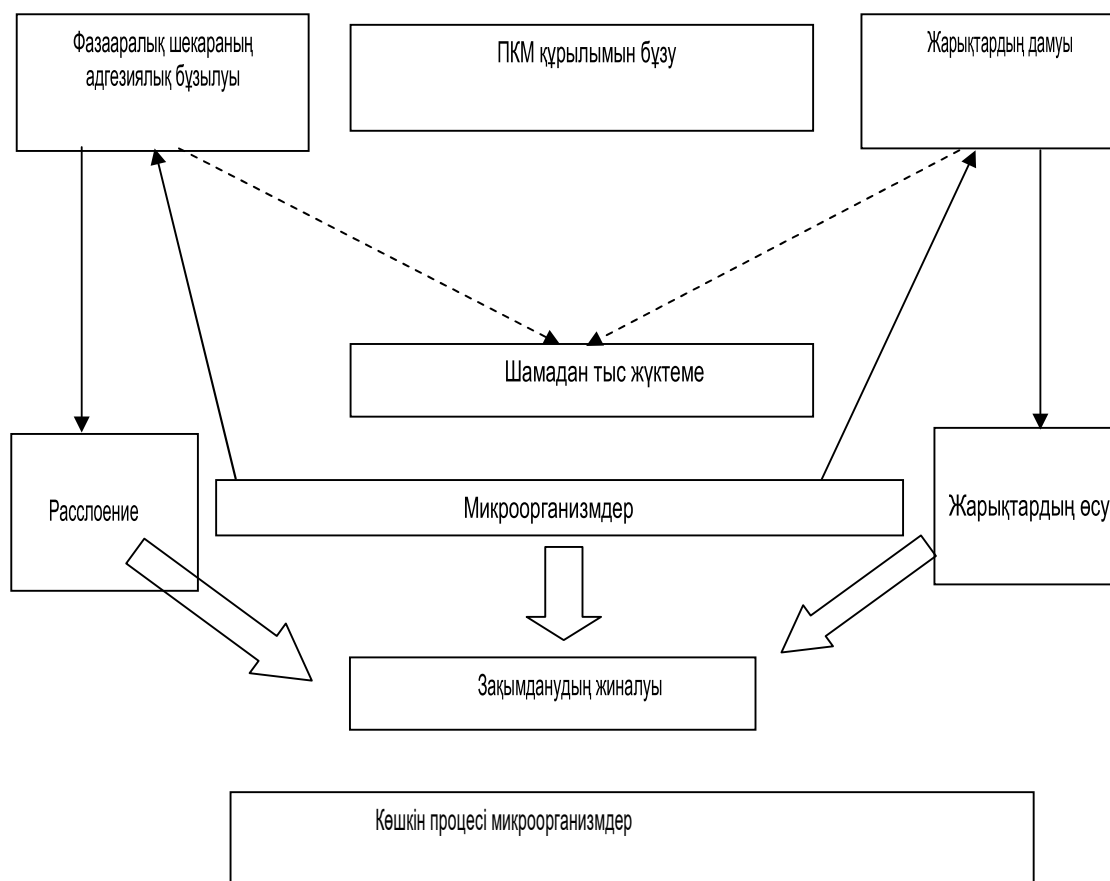 Фазааралық шекараның
адгезиялық бұзылуы
ПКМ құрылымын бұзу
Жарықтардың дамуы
Шамадан тыс жүктеме
Расслоение
Микроорганизмдер
Жарықтардың өсу
Зақымданудың жиналуы
Көшкін процесі микроорганизмдер